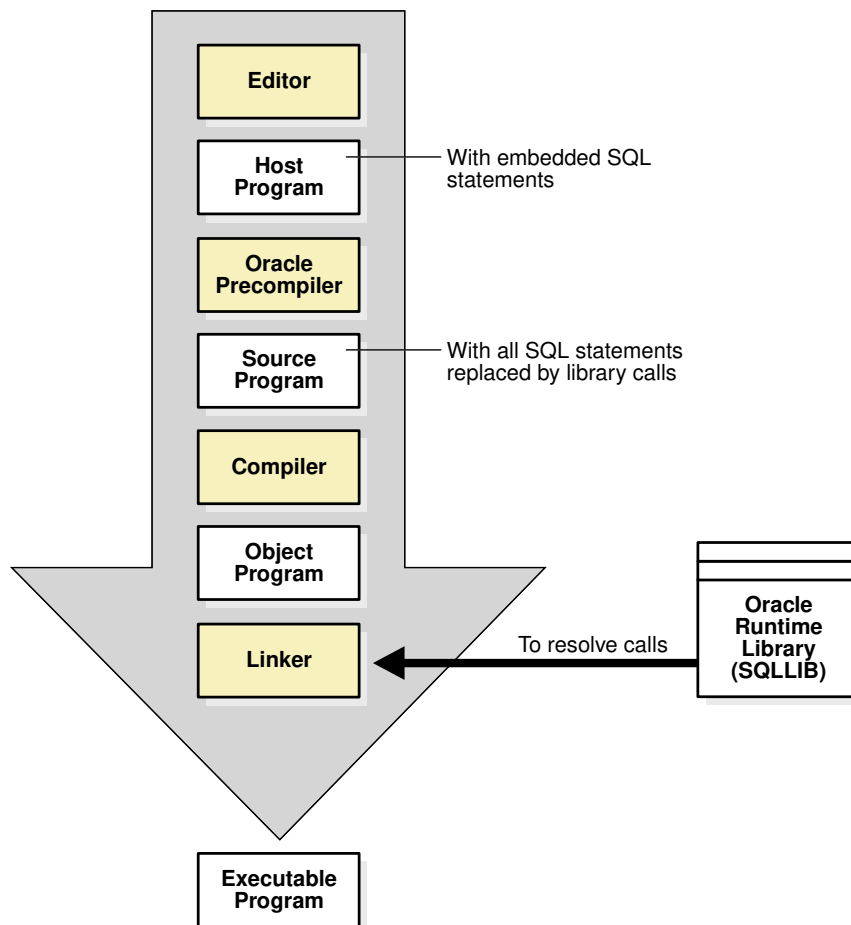 Editor
Host
Program
With embedded SQL
statements
Oracle
Precompiler
Source
Program
With all SQL statements
replaced by library calls
Compiler
Object
Program
Linker
To resolve calls
Oracle
Runtime
Library
(SQLLIB)
Executable
Program